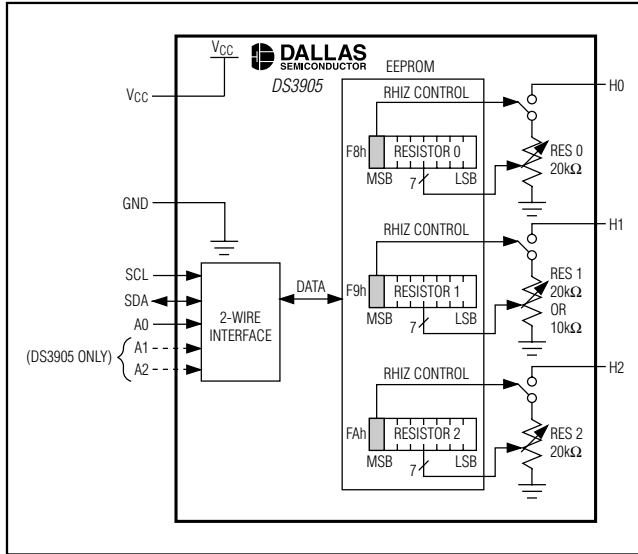 VCC
DALLAS
SEMICONDUCTOR
DS3905
VCC
GND
SCL
SDA
A0
A1
A2
(DS3905 ONLY)
2-WIRE
INTERFACE
DATA
EEPROM
RHIZ CONTROL
F8h
RESISTOR 0
MSB
7
LSB
H0
RES 0
20kΩ
RHIZ CONTROL
F9h
RESISTOR 1
MSB
7
LSB
H1
RES 1
20kΩ
OR
10kΩ
RHIZ CONTROL
FAh
RESISTOR 2
MSB
7
LSB
H2
RES 2
20kΩ